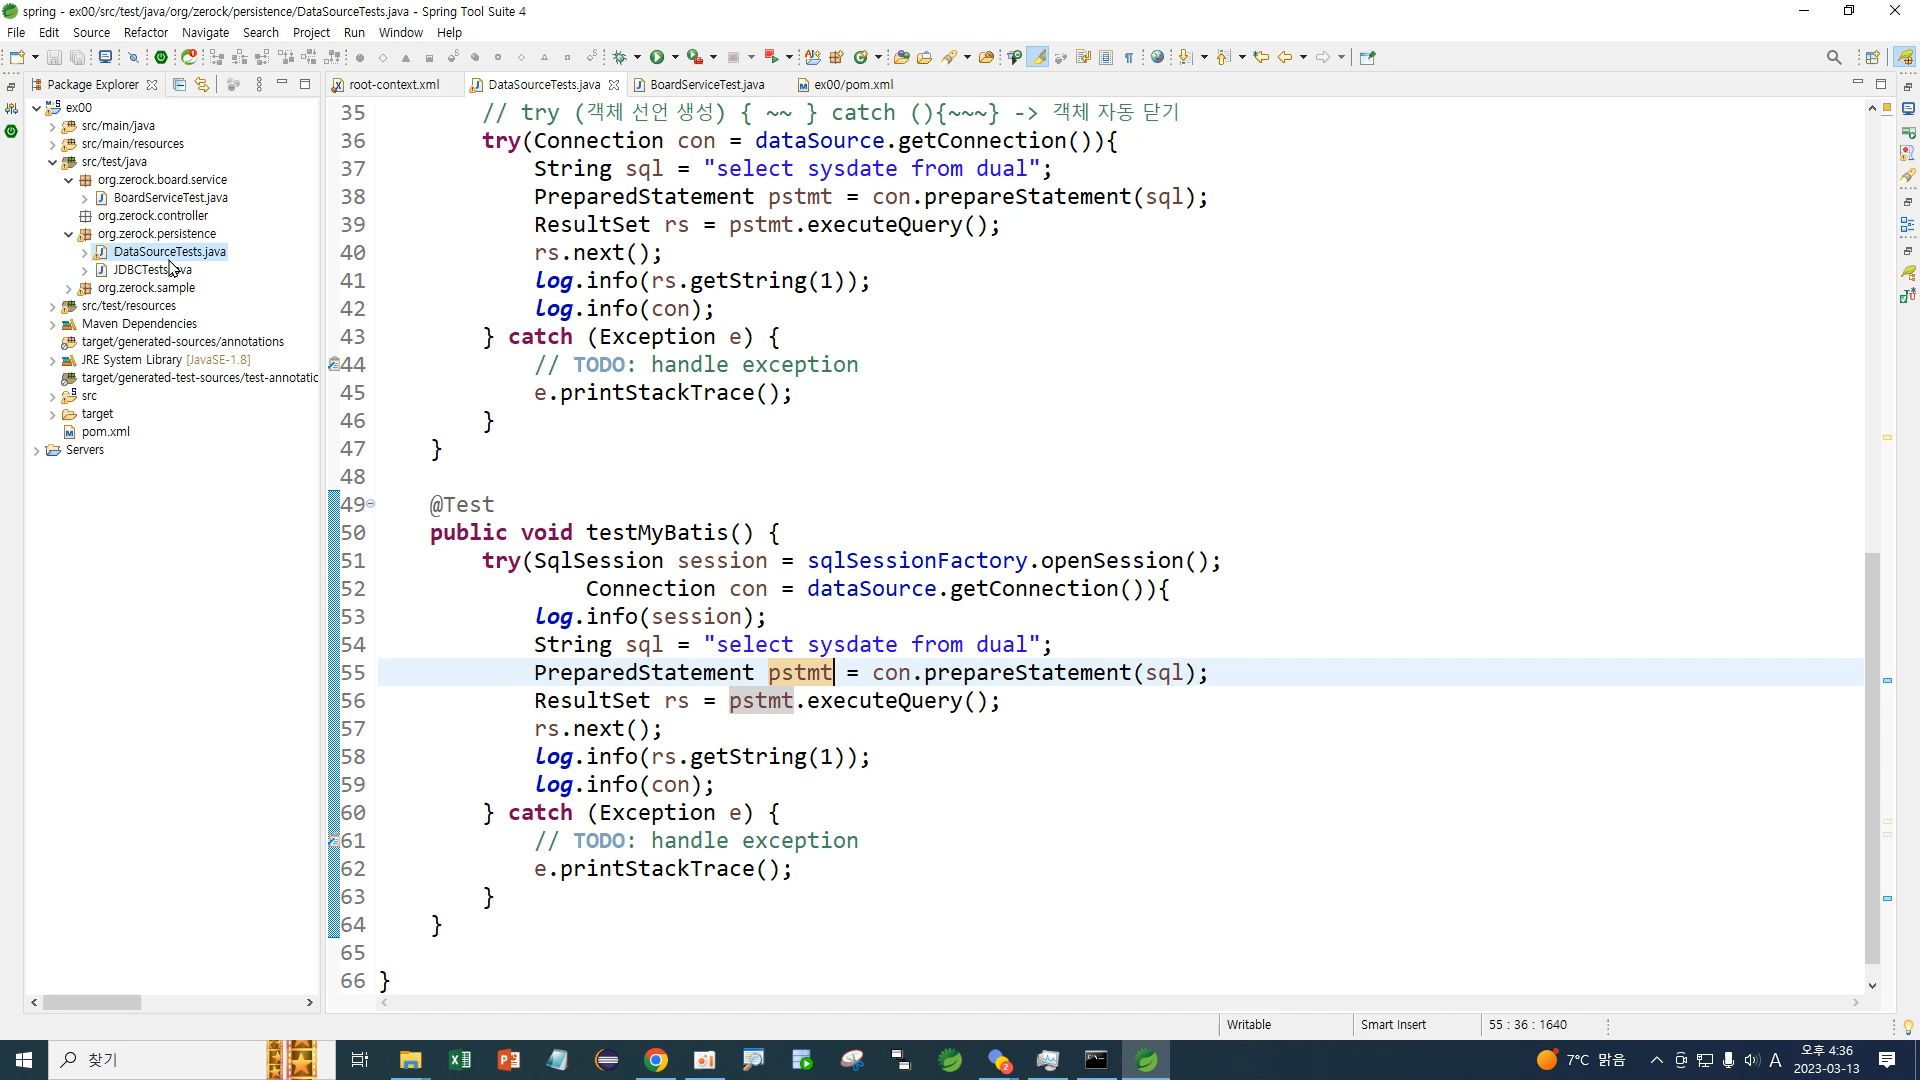 spring - ex00/src/test/java/org/zerock/persistence/DataSourceTests.java - Spring Tool Suite 4
File Edit Source Refactor Navigate Search Project Run Window Help
Package Explorer
ex00
src/main/java
src/main/resources
src/test/java
org.zerock.board.service
BoardServiceTest.java
org.zerock.controller
org.zerock.persistence
DataSourceTests.java
JDBCTests
org.zerock.sample
src/test/resources
Maven Dependencies
target/generated-sources/annotations
JRE System Library [JavaSE-1.8]
target/generated-test-sources/test-annotatic
src
target
pom.xml
Servers
root-context.xml DataSourceTests.java BoardServiceTest.java ex00/pom.xml
35 // try (객체 선언 생성) { ~~ } catch (){~~~} -> 객체 자동 닫기
36 try(Connection con = dataSource.getConnection()){
37 String sql = "select sysdate from dual";
38 PreparedStatement pstmt = con.prepareStatement(sql);
39 ResultSet rs = pstmt.executeQuery();
40 rs.next();
41 log.info(rs.getString(1));
42 log.info(con);
43 } catch (Exception e) {
44 // TODO: handle exception
45 e.printStackTrace();
46 }
47 }
48
49 @Test
50 public void testMyBatis() {
51 try(SqlSession session = sqlSessionFactory.openSession();
52 Connection con = dataSource.getConnection()){
53 log.info(session);
54 String sql = "select sysdate from dual";
55 PreparedStatement pstmt = con.prepareStatement(sql);
56 ResultSet rs = pstmt.executeQuery();
57 rs.next();
58 log.info(rs.getString(1));
59 log.info(con);
60 } catch (Exception e) {
61 // TODO: handle exception
62 e.printStackTrace();
63 }
64 }
65
66 }
Writable Smart Insert 55 : 36 : 1640
찾기
7°C 맑음
A
오후 4:36
2023-03-13